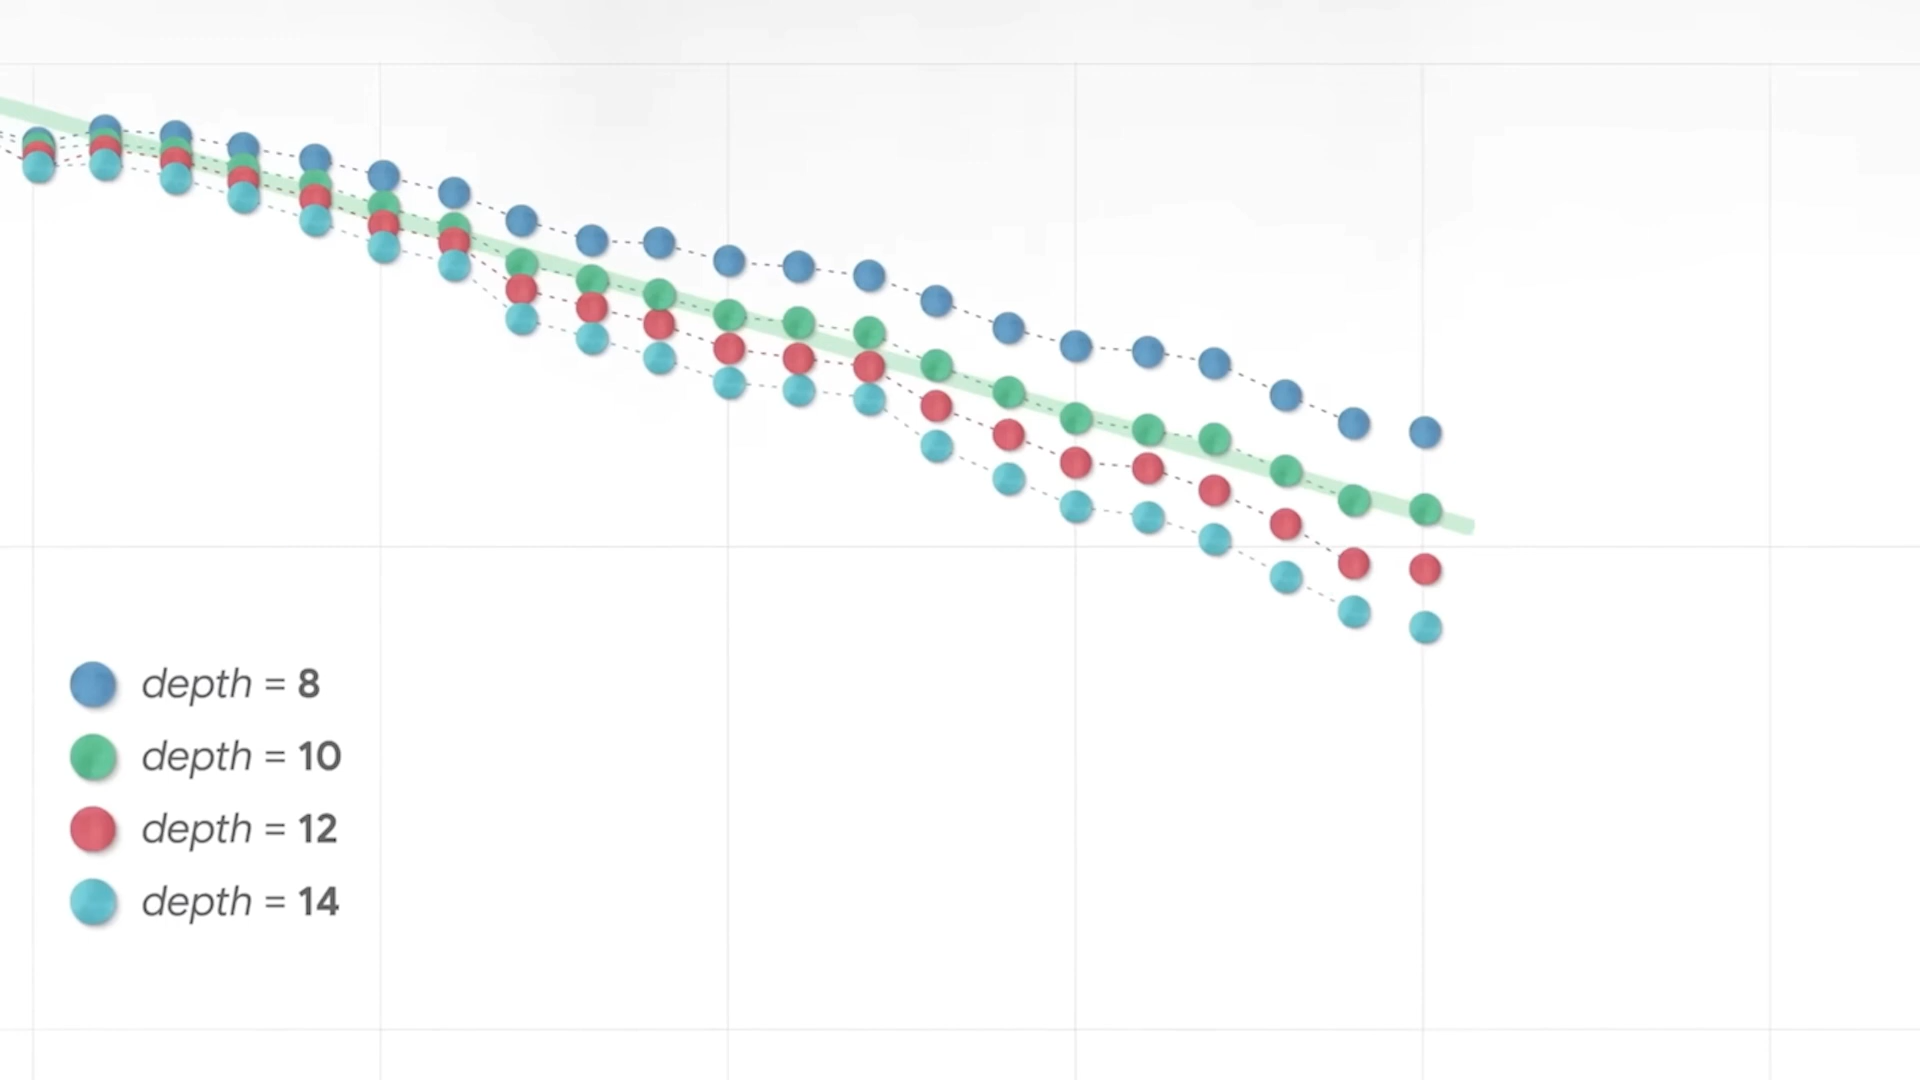 depth = 8
depth = 10
depth = 12
depth = 14